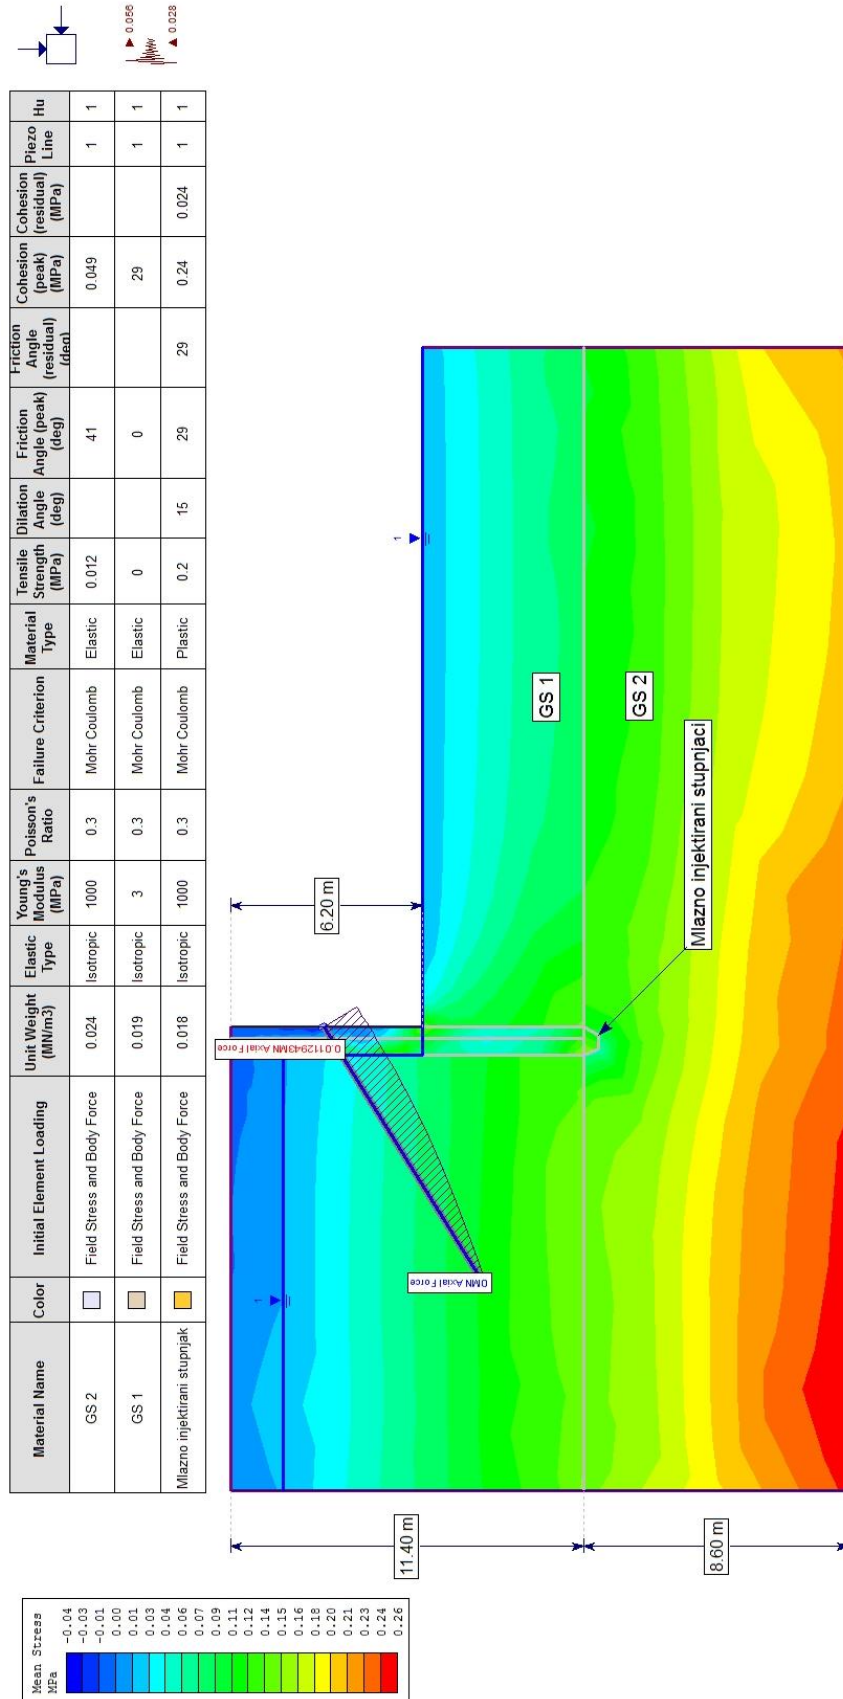 Material Name Color Initial Element Loading Unit Weight (MN/m3) Elastic Type Young's Modulus (MPa) Poisson's Ratio Failure Criterion Material Type Tensile Strength (MPa) Dilation Angle (deg) Friction Angle (peak) (deg) Friction Angle (residual) (deg) Cohesion (peak) (MPa) Cohesion (residual) (MPa) Piezo Line Hu
GS 2 Field Stress and Body Force 0.024 Isotropic 1000 0.3 Mohr Coulomb Elastic 0.012 41 0.049 1 1
GS 1 Field Stress and Body Force 0.019 Isotropic 3 0.3 Mohr Coulomb Elastic 0 0 29 1 1
Mlazno injektirani stupnjak Field Stress and Body Force 0.018 Isotropic 1000 0.3 Mohr Coulomb Plastic 0.2 15 29 29 0.24 0.024 1 1
0.056
0.028
Mean Stress
MPa
-0.04
-0.03
-0.01
0.00
0.01
0.03
0.04
0.06
0.07
0.09
0.11
0.12
0.14
0.15
0.16
0.18
0.20
0.21
0.23
0.24
0.26
11.40 m
8.60 m
6.20 m
1
1
0.0112943MN Axial Force
0MN Axial Force
GS 1
GS 2
Mlazno injektirani stupnjaci